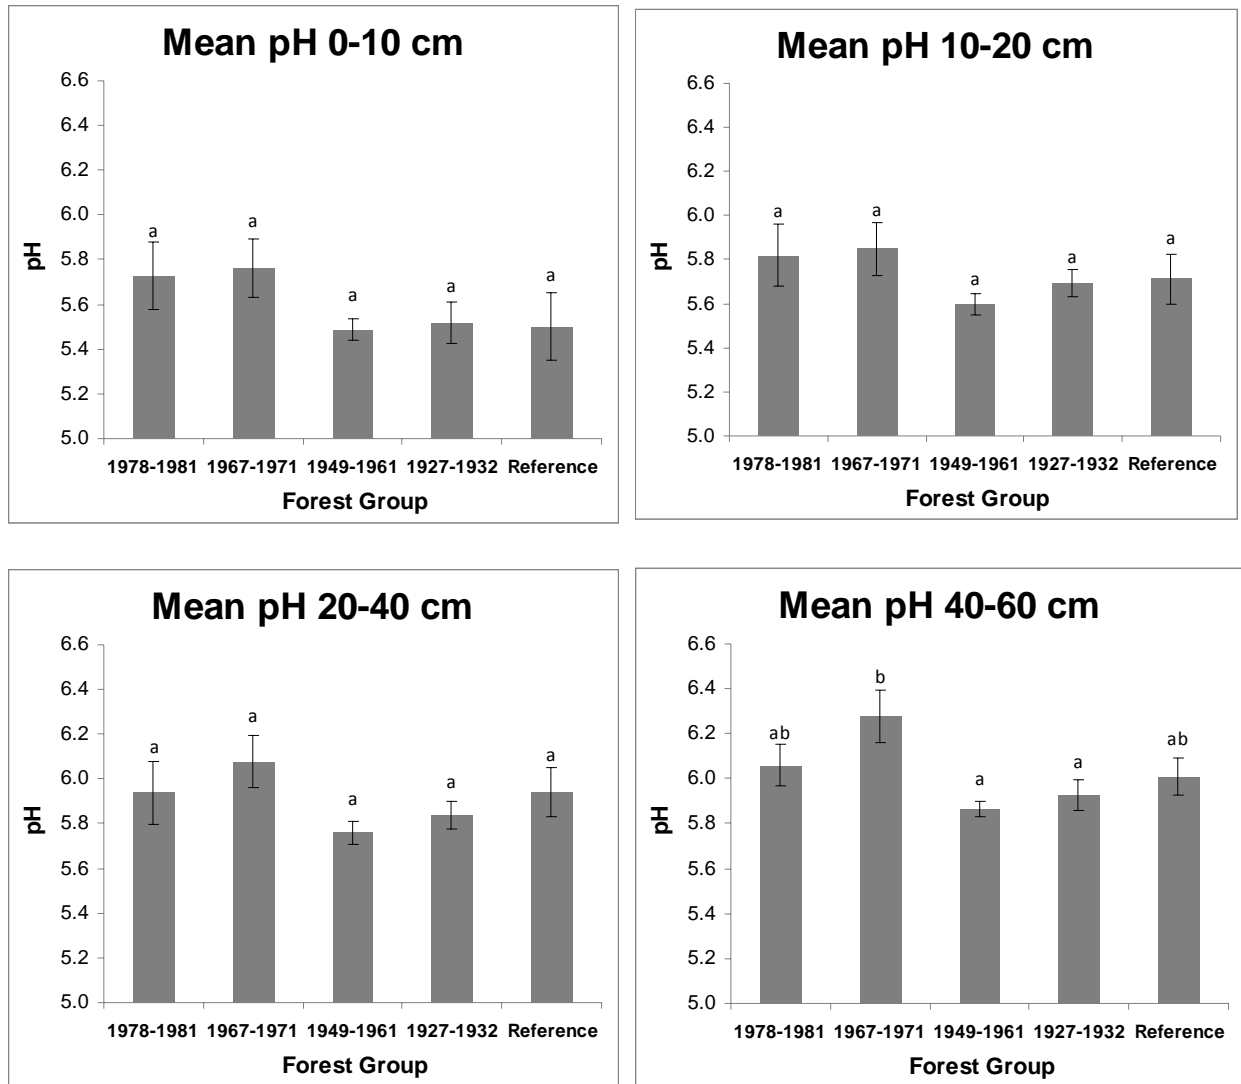 Mean pH 0-10 cm
6.6
6.4
6.2
6.0
5.8
5.6
5.4
5.2
5.0
pH
a
a
a
a
a
1978-1981 1967-1971 1949-1961 1927-1932 Reference
Forest Group
Mean pH 10-20 cm
6.6
6.4
6.2
6.0
5.8
5.6
5.4
5.2
5.0
pH
a
a
a
a
a
1978-1981 1967-1971 1949-1961 1927-1932 Reference
Forest Group
Mean pH 20-40 cm
6.6
6.4
6.2
6.0
5.8
5.6
5.4
5.2
5.0
pH
a
a
a
a
a
1978-1981 1967-1971 1949-1961 1927-1932 Reference
Forest Group
Mean pH 40-60 cm
6.6
6.4
6.2
6.0
5.8
5.6
5.4
5.2
5.0
pH
ab
b
a
a
ab
1978-1981 1967-1971 1949-1961 1927-1932 Reference
Forest Group